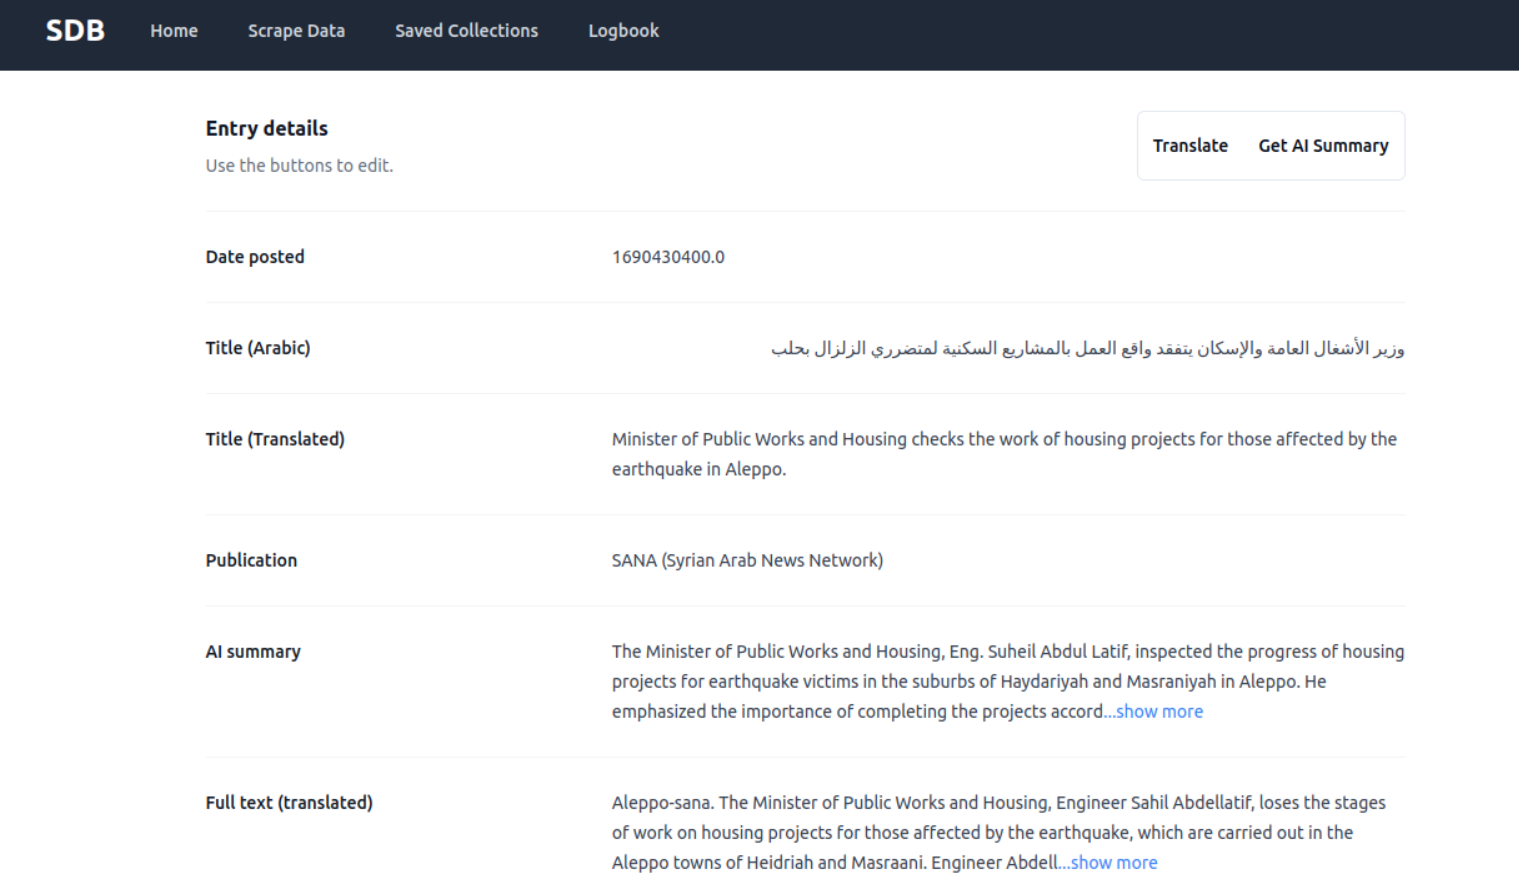 SDB Home Scrape Data Saved Collections Logbook
Entry details
Use the buttons to edit.
Translate Get AI Summary
Date posted 1690430400.0
Title (Arabic) وزير الأشغال العامة والإسكان يتفقد واقع العمل بالمشاريع السكنية لمتضرري الزلزال بحلب
Title (Translated) Minister of Public Works and Housing checks the work of housing projects for those affected by the
earthquake in Aleppo.
Publication SANA (Syrian Arab News Network)
AI summary The Minister of Public Works and Housing, Eng. Suheil Abdul Latif, inspected the progress of housing
projects for earthquake victims in the suburbs of Haydariyah and Masraniyah in Aleppo. He
emphasized the importance of completing the projects accord...show more
Full text (translated) Aleppo-sana. The Minister of Public Works and Housing, Engineer Sahil Abdellatif, loses the stages
of work on housing projects for those affected by the earthquake, which are carried out in the
Aleppo towns of Heidriah and Masraani. Engineer Abdell...show more